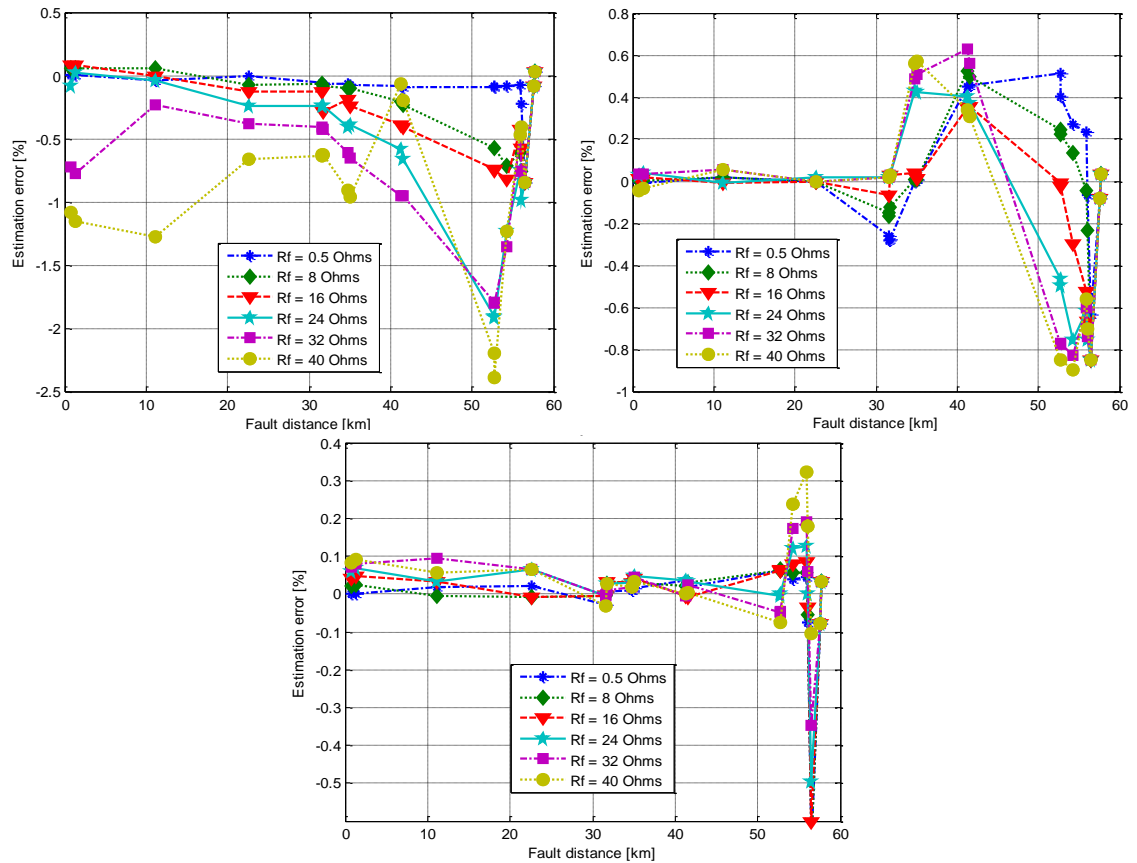 0.5
0
-0.5
-1
-1.5
-2
-2.5
Estimation error [%]
0 10 20 30 40 50 60
Fault distance [km]
Rf = 0.5 Ohms
Rf = 8 Ohms
Rf = 16 Ohms
Rf = 24 Ohms
Rf = 32 Ohms
Rf = 40 Ohms
0.8
0.6
0.4
0.2
0
-0.2
-0.4
-0.6
-0.8
-1
Estimation error [%]
0 10 20 30 40 50 60
Fault distance [km]
Rf = 0.5 Ohms
Rf = 8 Ohms
Rf = 16 Ohms
Rf = 24 Ohms
Rf = 32 Ohms
Rf = 40 Ohms
0.4
0.3
0.2
0.1
0
-0.1
-0.2
-0.3
-0.4
-0.5
Estimation error [%]
0 10 20 30 40 50 60
Fault distance [km]
Rf = 0.5 Ohms
Rf = 8 Ohms
Rf = 16 Ohms
Rf = 24 Ohms
Rf = 32 Ohms
Rf = 40 Ohms